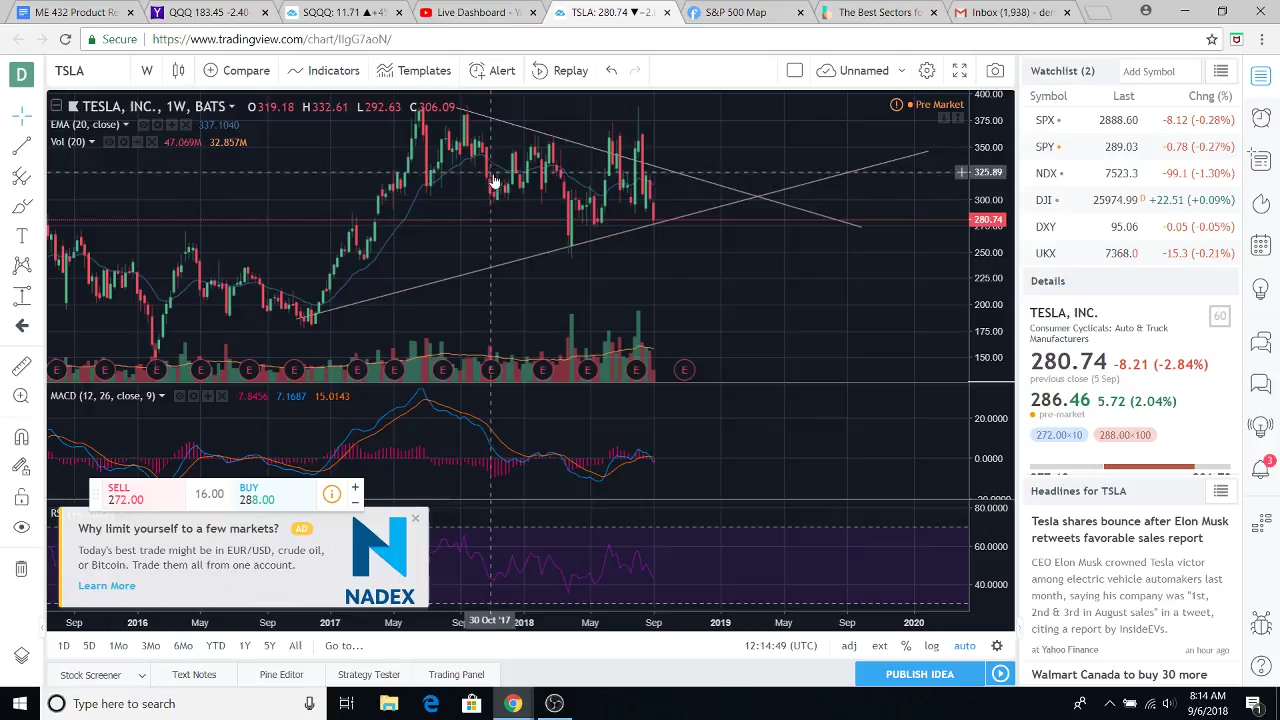 ME 432 Product Res
QQQ 183.45 -2.40
SQQQ: 11.71 ▲+45
Live Dashboard - Y
TSLA: 280.74 ▼−2.8
S&P 500 Map
The Best Sectors fo
Inbox (1,938) - der
Secure | https://www.tradingview.com/chart/IIgG7aoN/
D
TSLA
W
Compare
Indicators
Templates
Alert
Replay
Unnamed
TESLA, INC., 1W, BATS
O319.18 H332.61 L292.63 C306.09
EMA (20, close)
337.1040
Vol (20)
47.069M 32.857M
Pre Market
400.00
375.00
350.00
325.89
300.00
280.74
250.00
225.00
200.00
175.00
150.00
E E E E E E E E E E E E E E
MACD (12, 26, close, 9)
-7.8456 7.1687 15.0143
20.0000
0.0000
80.0000
60.0000
40.0000
SELL
272.00
16.00
BUY
288.00
Why limit yourself to a few markets? AD
Today's best trade might be in EUR/USD, crude oil,
or Bitcoin. Trade them all from one account.
Learn More
NADEX
Sep 2016 May Sep 2017 May 30 Oct '17 2018 May Sep 2019 May Sep 2020
1D 5D 1Mo 3Mo 6Mo YTD 1Y 5Y All Go to...
12:14:49 (UTC) adj ext % log auto
Stock Screener Text Notes Pine Editor Strategy Tester Trading Panel
PUBLISH IDEA
Watchlist (2)
Add Symbol
Symbol Last Chng (%)
SPX 2888.60 -8.12 (-0.28%)
SPY 289.03 -0.78 (-0.27%)
NDX 7523.3 -99.1 (-1.30%)
DJI 25974.99 D +22.51 (+0.09%)
DXY 95.06 -0.05 (-0.05%)
UKX 7368.0 -15.3 (-0.21%)
Details
TESLA, INC.
60
Consumer Cyclicals: Auto & Truck
Manufacturers
280.74 -8.21 (-2.84%)
previous close (5 Sep)
286.46 5.72 (2.04%)
pre-market
272.00×10 288.00×100
Headlines for TSLA
Tesla shares bounce after Elon Musk
retweets favorable sales report
CEO Elon Musk crowned Tesla victor
among electric vehicle automakers last
month, saying his company was "1st,
2nd & 3rd in August sales" in a tweet,
citing a report by InsideEVs.
at Yahoo Finance
an hour ago
Walmart Canada to buy 30 more
3
Type here to search
8:14 AM
9/6/2018